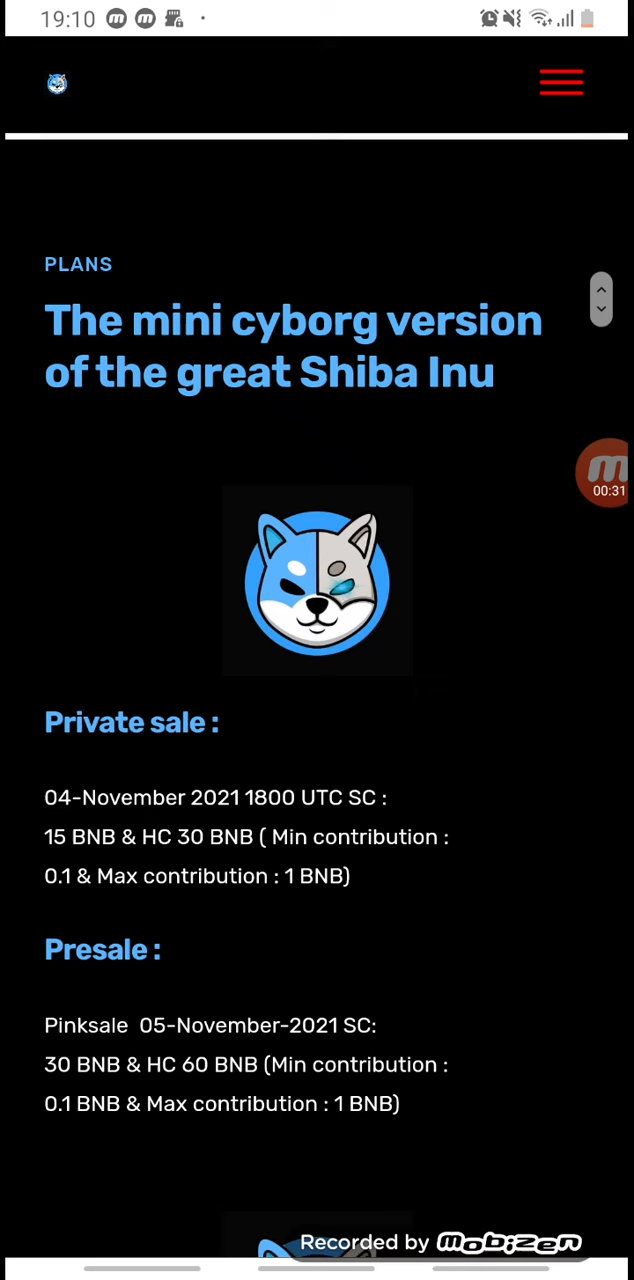 19:10
PLANS
The mini cyborg version
of the great Shiba Inu
00:31
Private sale :
04-November 2021 1800 UTC SC :
15 BNB & HC 30 BNB ( Min contribution :
0.1 & Max contribution : 1 BNB)
Presale :
Pinksale 05-November-2021 SC:
30 BNB & HC 60 BNB (Min contribution :
0.1 BNB & Max contribution : 1 BNB)
Recorded by mobizen